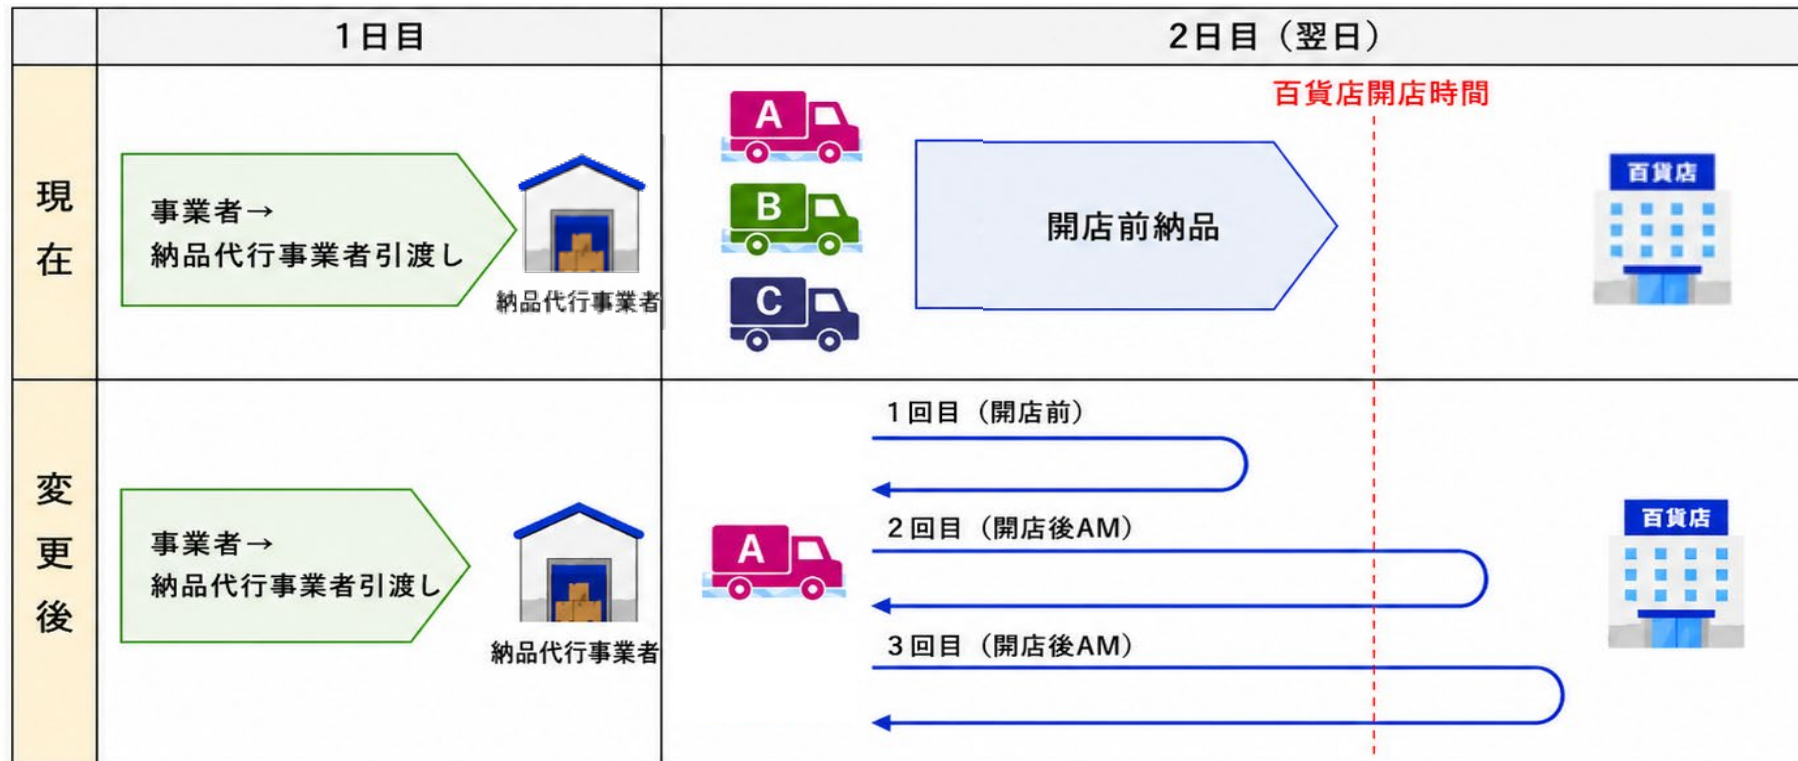 1日目
2日目（翌日）
現在
事業者→
納品代行事業者引渡し
納品代行事業者
A
B
C
開店前納品
百貨店開店時間
百貨店
変更後
事業者→
納品代行事業者引渡し
納品代行事業者
A
1回目（開店前）
2回目（開店後AM）
3回目（開店後AM）
百貨店